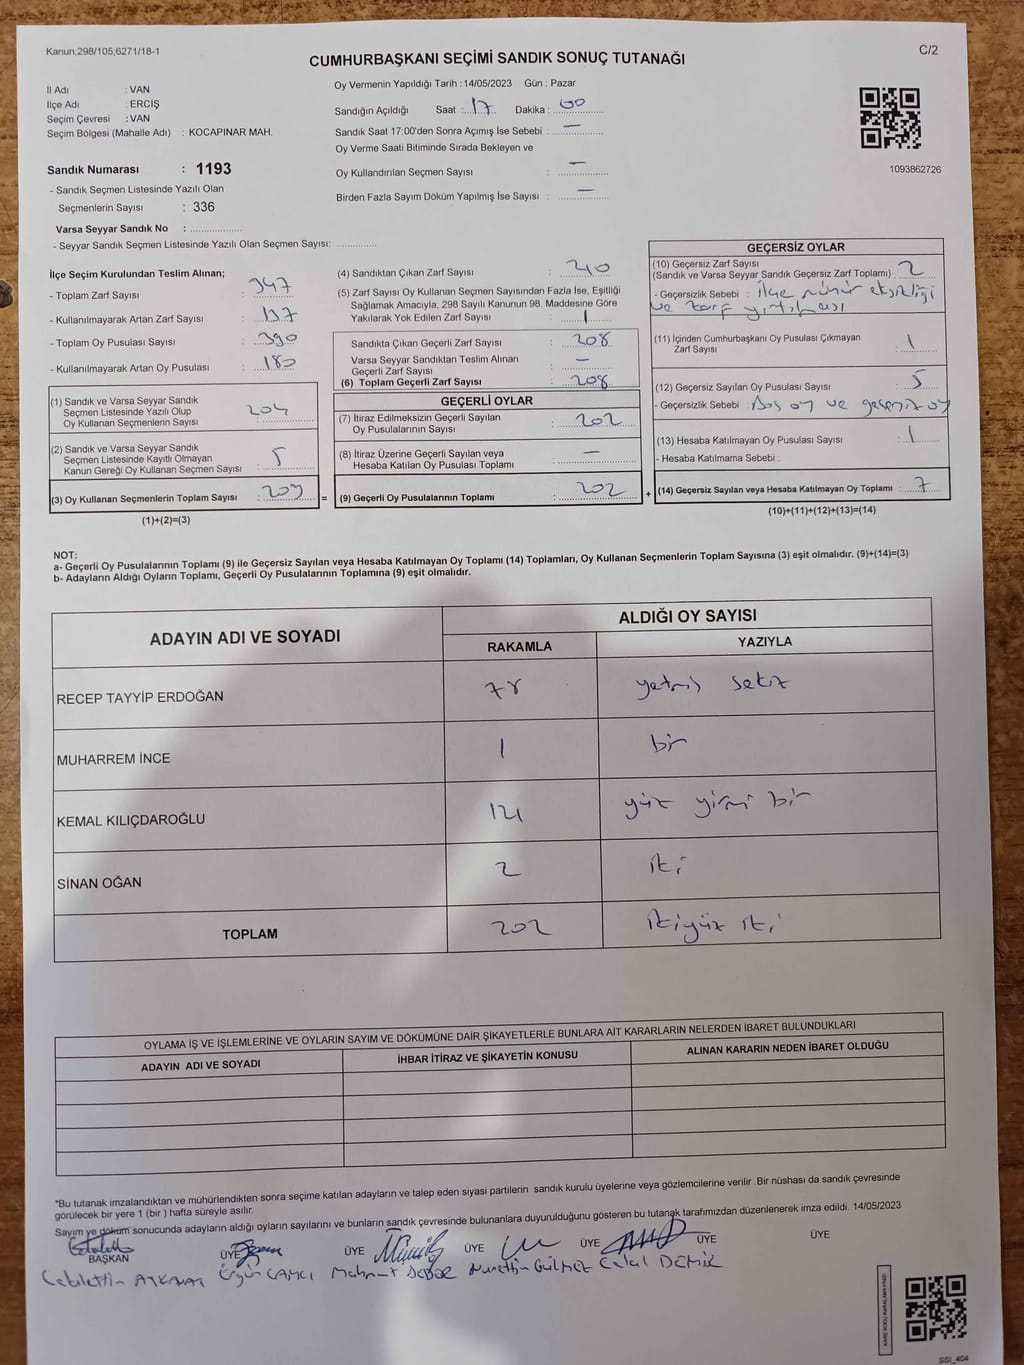 Kanun,298/105,6271/18-1
C/2
CUMHURBAŞKANI SEÇİMİ SANDIK SONUÇ TUTANAĞI
İl Adı : VAN
İlçe Adı : ERCİŞ
Seçim Çevresi : VAN
Seçim Bölgesi (Mahalle Adı) : KOCAPINAR MAH.
Sandık Numarası : 1193
- Sandık Seçmen Listesinde Yazılı Olan
Seçmenlerin Sayısı : 336
Varsa Seyyar Sandık No : ...................
- Seyyar Sandık Seçmen Listesinde Yazılı Olan Seçmen Sayısı: ...............
Oy Vermenin Yapıldığı Tarih :14/05/2023 Gün : Pazar
Sandığın Açıldığı Saat : 17 Dakika : 00
Sandık Saat 17:00'den Sonra Açımış İse Sebebi : —
Oy Verme Saati Bitiminde Sırada Bekleyen ve
Oy Kullandırılan Seçmen Sayısı : —
Birden Fazla Sayım Döküm Yapılmış İse Sayısı : —
1093862726
İlçe Seçim Kurulundan Teslim Alınan;
- Toplam Zarf Sayısı : 347
- Kullanılmayarak Artan Zarf Sayısı : 137
- Toplam Oy Pusulası Sayısı : 390
- Kullanılmayarak Artan Oy Pusulası : 180
(1) Sandık ve Varsa Seyyar Sandık
Seçmen Listesinde Yazılı Olup
Oy Kullanan Seçmenlerin Sayısı : 204
(2) Sandık ve Varsa Seyyar Sandık
Seçmen Listesinde Kayıtlı Olmayan
Kanun Gereği Oy Kullanan Seçmen Sayısı : 5
(3) Oy Kullanan Seçmenlerin Toplam Sayısı : 209 =
(1)+(2)=(3)
(4) Sandıktan Çıkan Zarf Sayısı : 210
(5) Zarf Sayısı Oy Kullanan Seçmen Sayısından Fazla İse, Eşitliği
Sağlamak Amacıyla, 298 Sayılı Kanunun 98. Maddesine Göre
Yakılarak Yok Edilen Zarf Sayısı : 1
Sandıkta Çıkan Geçerli Zarf Sayısı : 208
Varsa Seyyar Sandıktan Teslim Alınan
Geçerli Zarf Sayısı : —
(6) Toplam Geçerli Zarf Sayısı : 208
GEÇERLİ OYLAR
(7) İtiraz Edilmeksizin Geçerli Sayılan
Oy Pusulalarının Sayısı : 202
(8) İtiraz Üzerine Geçerli Sayılan veya
Hesaba Katılan Oy Pusulası Toplamı : —
(9) Geçerli Oy Pusulalarının Toplamı : 202 +
GEÇERSİZ OYLAR
(10) Geçersiz Zarf Sayısı
(Sandık ve Varsa Seyyar Sandık Geçersiz Zarf Toplamı) : 2
- Geçersizlik Sebebi : ilçe mühür eksikliği
ve zarf yırtılması
(11) İçinden Cumhurbaşkanı Oy Pusulası Çıkmayan
Zarf Sayısı : 1
(12) Geçersiz Sayılan Oy Pusulası Sayısı : 5
- Geçersizlik Sebebi : Boş oy ve geçersiz oy
(13) Hesaba Katılmayan Oy Pusulası Sayısı : 1
- Hesaba Katılmama Sebebi :
(14) Geçersiz Sayılan veya Hesaba Katılmayan Oy Toplamı : 7
(10)+(11)+(12)+(13)=(14)
NOT:
a- Geçerli Oy Pusulalarının Toplamı (9) ile Geçersiz Sayılan veya Hesaba Katılmayan Oy Toplamı (14) Toplamları, Oy Kullanan Seçmenlerin Toplam Sayısına (3) eşit olmalıdır. (9)+(14)=(3)
b- Adayların Aldığı Oyların Toplamı, Geçerli Oy Pusulalarının Toplamına (9) eşit olmalıdır.
ADAYIN ADI VE SOYADI
ALDIĞI OY SAYISI
RAKAMLA YAZIYLA
RECEP TAYYİP ERDOĞAN 78 yetmiş sekiz
MUHARREM İNCE 1 bir
KEMAL KILIÇDAROĞLU 121 yüz yirmi bir
SİNAN OĞAN 2 iki
TOPLAM 202 ikiyüz iki
OYLAMA İŞ VE İŞLEMLERİNE VE OYLARIN SAYIM VE DÖKÜMÜNE DAİR ŞİKAYETLERLE BUNLARA AİT KARARLARIN NELERDEN İBARET BULUNDUKLARI
ADAYIN ADI VE SOYADI İHBAR İTİRAZ VE ŞİKAYETİN KONUSU ALINAN KARARIN NEDEN İBARET OLDUĞU
*Bu tutanak imzalandıktan ve mühürlendikten sonra seçime katılan adayların ve talep eden siyasi partilerin sandık kurulu üyelerine veya gözlemcilerine verilir .Bir nüshası da sandık çevresinde
görülecek bir yere 1 (bir ) hafta süreyle asılır.
Sayım ve döküm sonucunda adayların aldığı oyların sayılarını ve bunların sandık çevresinde bulunanlara duyurulduğunu gösteren bu tutanak tarafımızdan düzenlenerek imza edildi. 14/05/2023
BAŞKAN ÜYE ÜYE ÜYE ÜYE ÜYE ÜYE
Mahmut Nurettin GÜLMEZ Celal DEMİR
KARE KODU KARALAMAYINIZ!
SSI_404